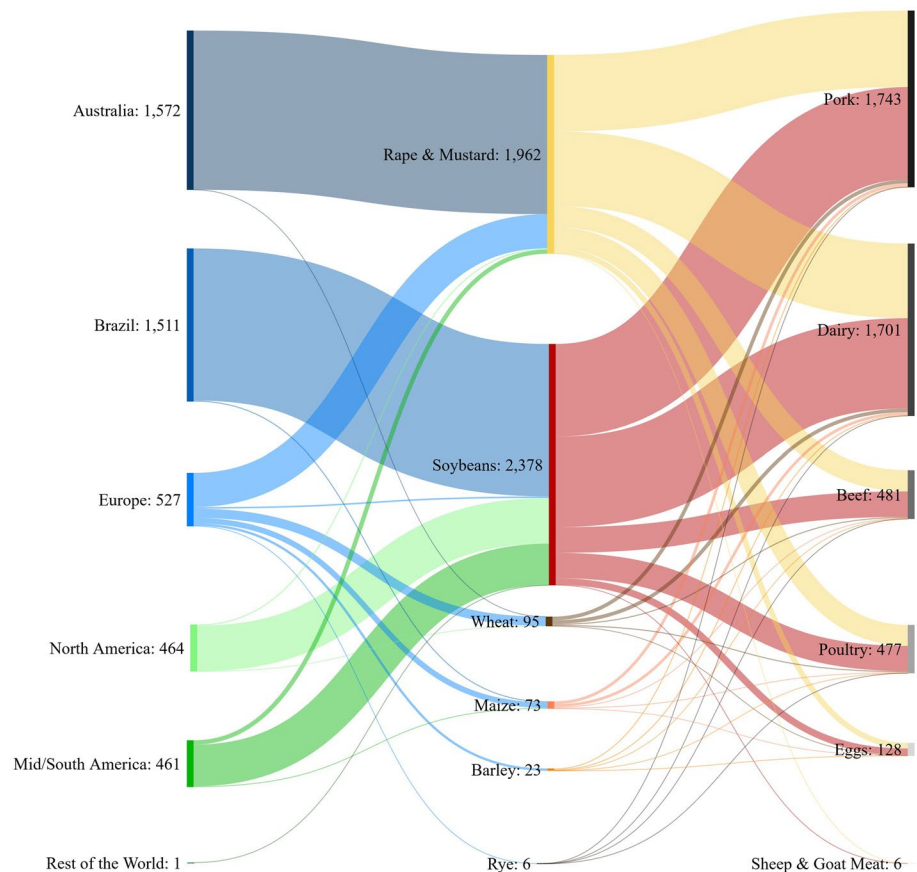 Australia: 1,572
Brazil: 1,511
Europe: 527
North America: 464
Mid/South America: 461
Rest of the World: 1
Rape & Mustard: 1,962
Soybeans: 2,378
Wheat: 95
Maize: 73
Barley: 23
Rye: 6
Pork: 1,743
Dairy: 1,701
Beef: 481
Poultry: 477
Eggs: 128
Sheep & Goat Meat: 6